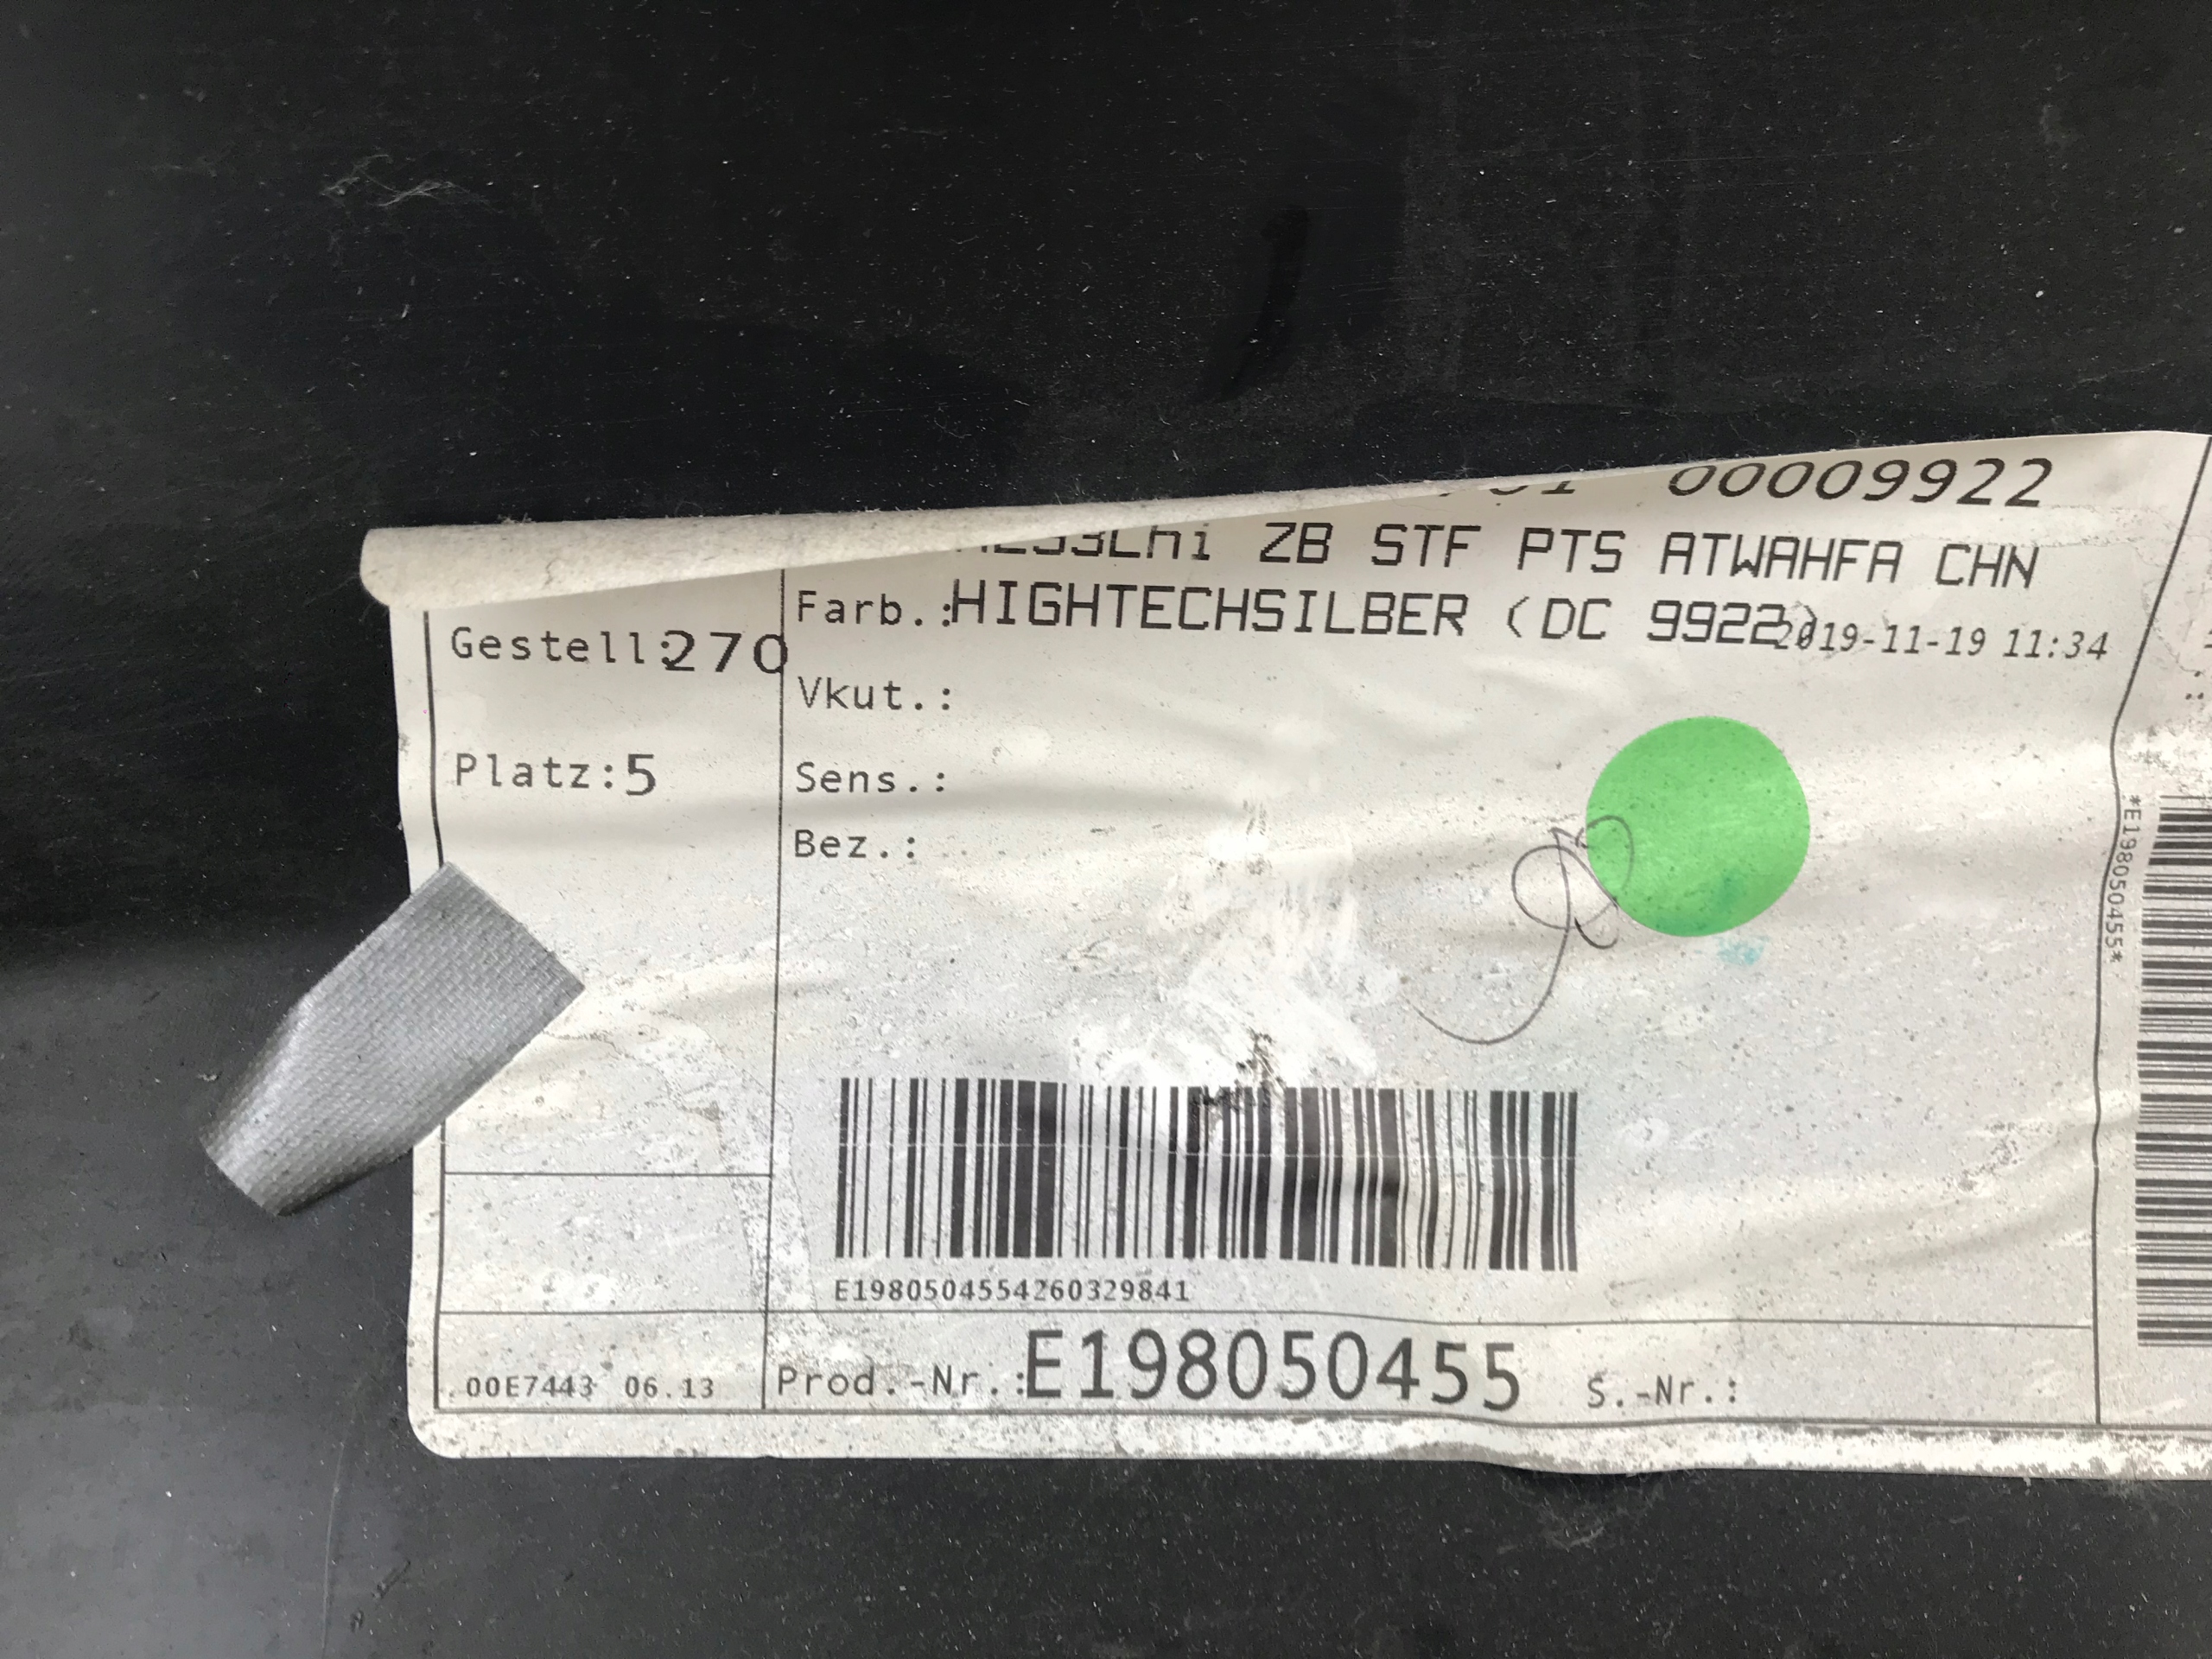 00009922
ZB STF PTS ATWAHFA CHN
Farb.:HIGHTECHSILBER (DC 9922)
2019-11-19 11:34
Gestell:270
Vkut.:
Platz:5
Sens.:
Bez.:
*E198050455*
E1980504554260329841
.00E7443 06.13
Prod.-Nr.:E198050455 S.-Nr.: